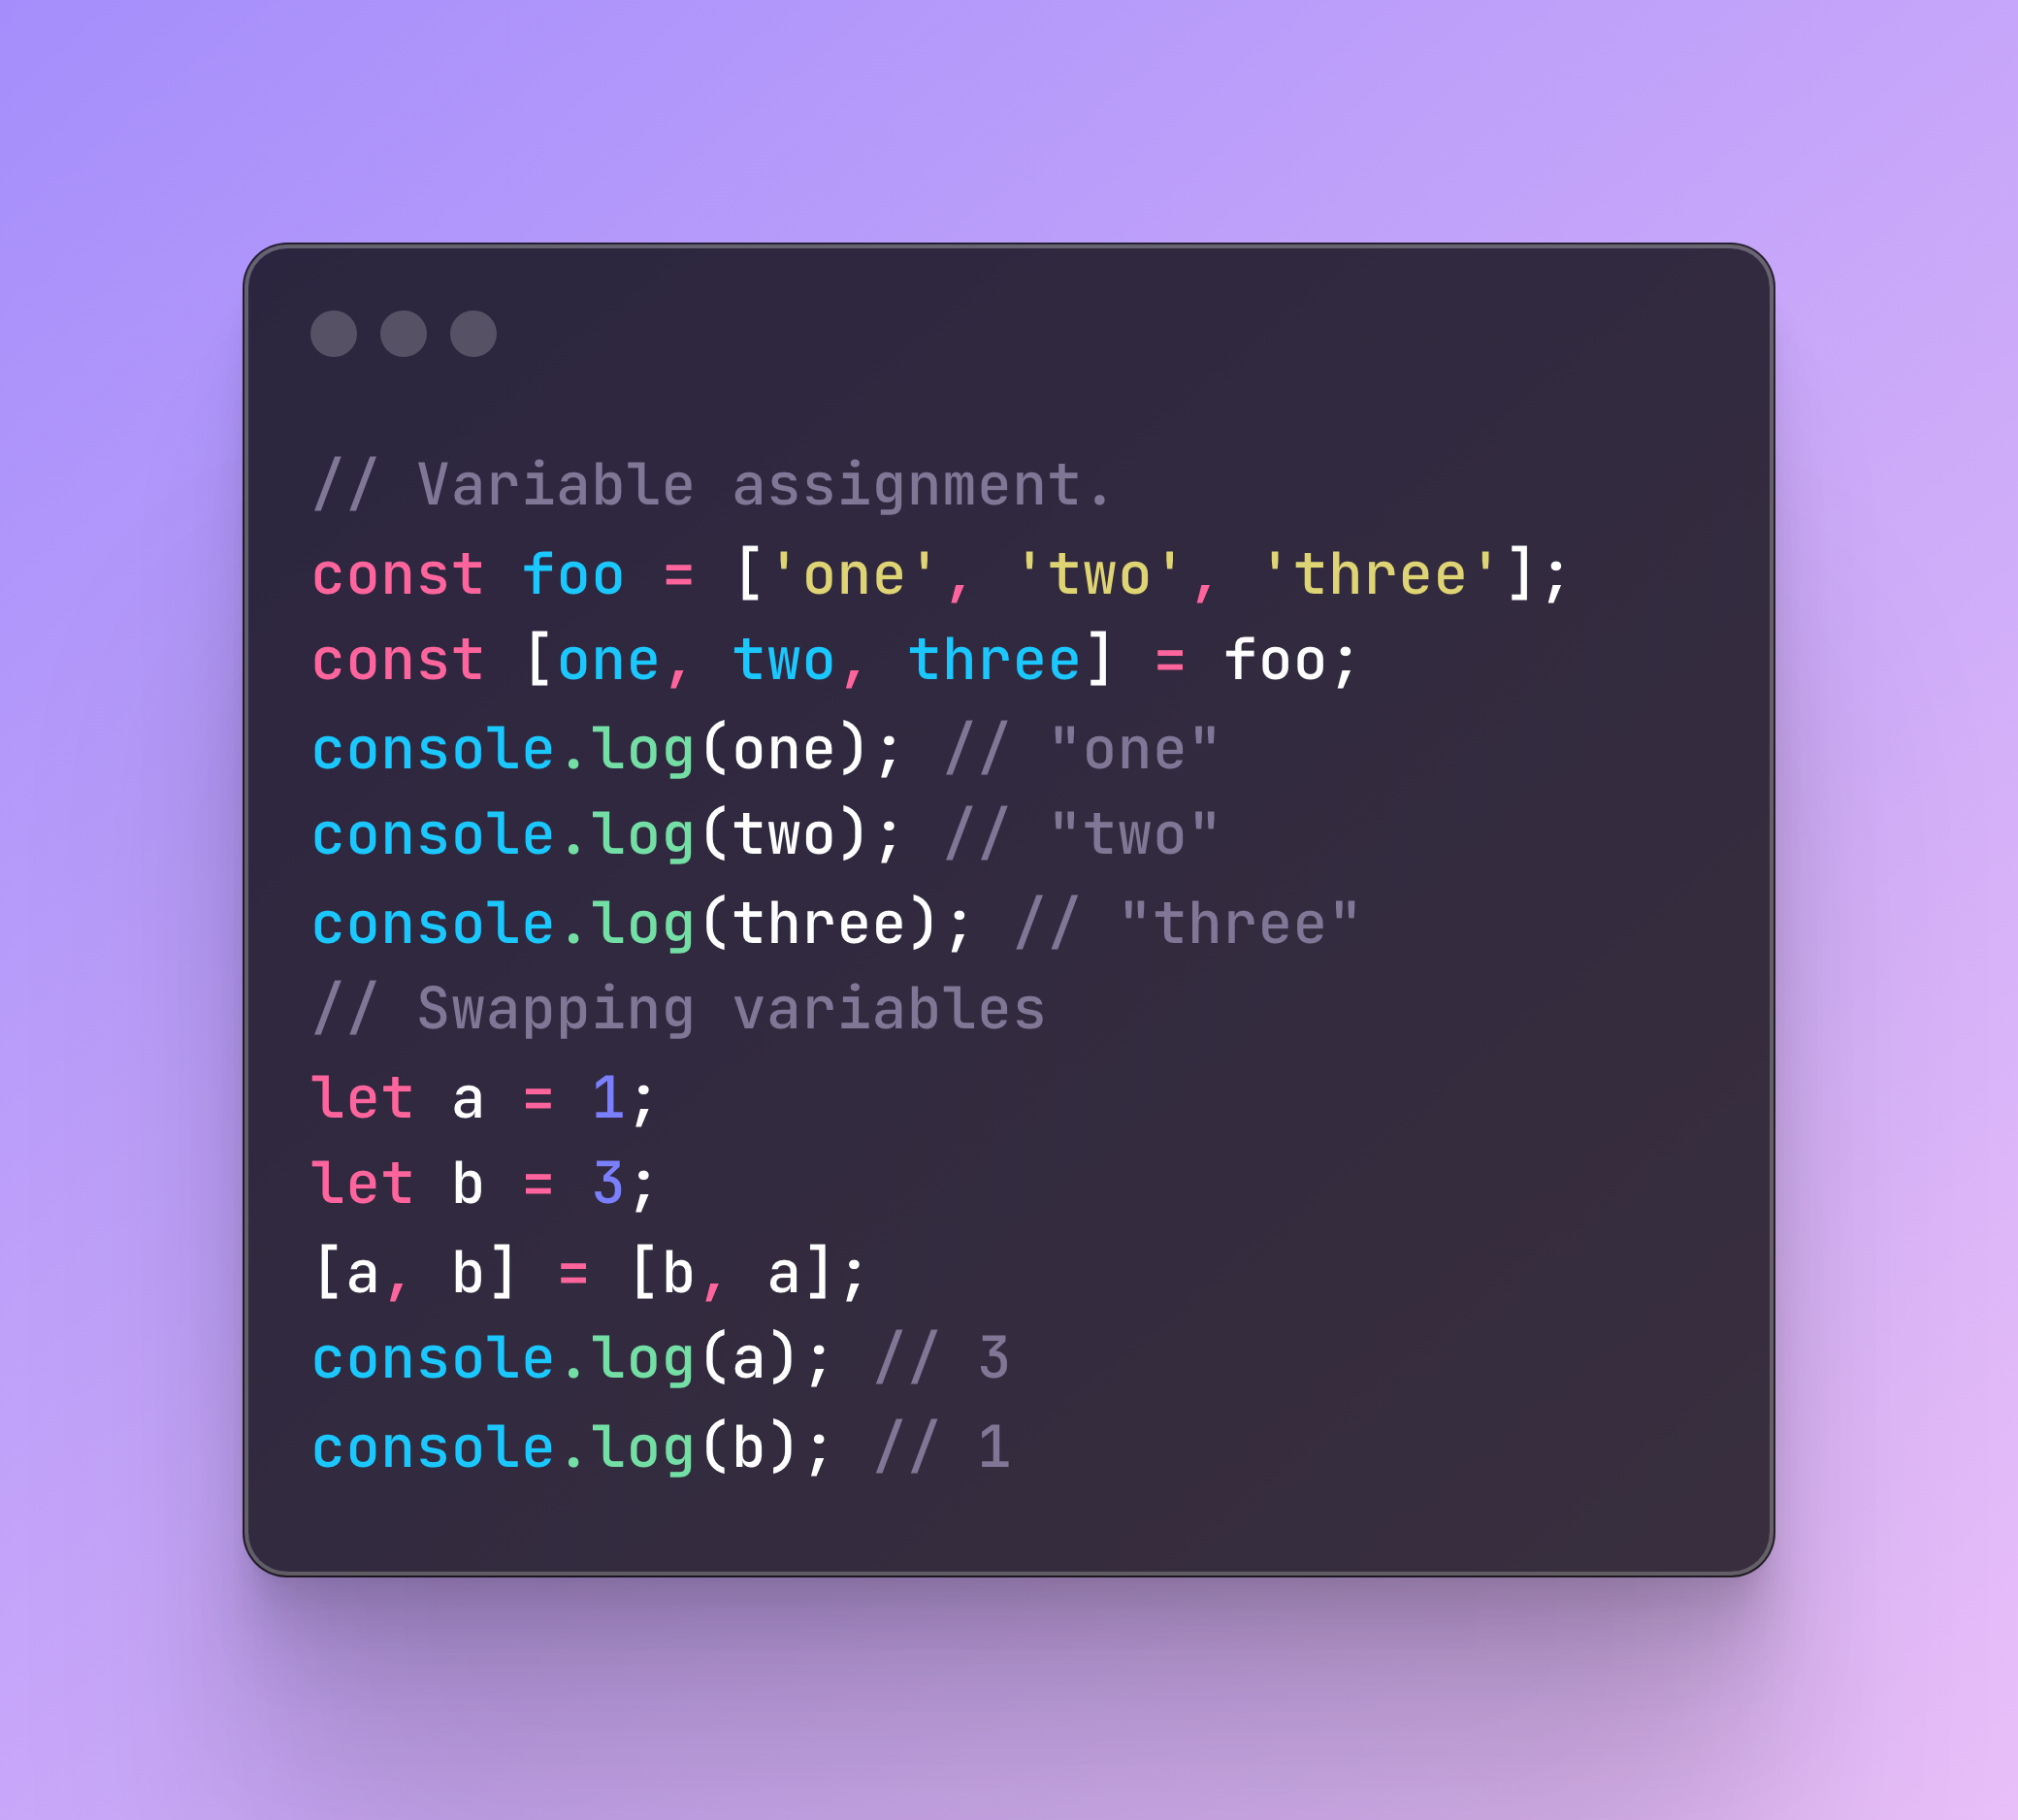 // Variable assignment.
const foo = ['one', 'two', 'three'];
const [one, two, three] = foo;
console.log(one); // "one"
console.log(two); // "two"
console.log(three); // "three"
// Swapping variables
let a = 1;
let b = 3;
[a, b] = [b, a];
console.log(a); // 3
console.log(b); // 1